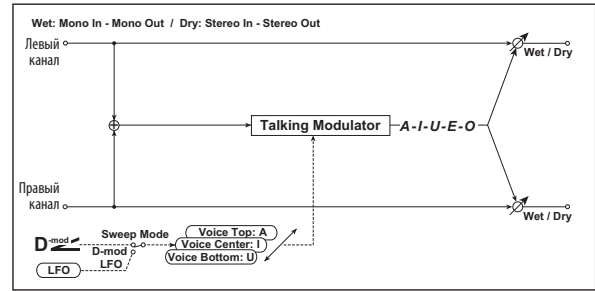 Wet: Mono In - Mono Out / Dry: Stereo In - Stereo Out
Левый
канал
Wet / Dry
Talking Modulator
A-I-U-E-O
Правый
канал
Wet / Dry
Sweep Mode
D-mod
D-mod
LFO
LFO
Voice Top: A
Voice Center: I
Voice Bottom: U